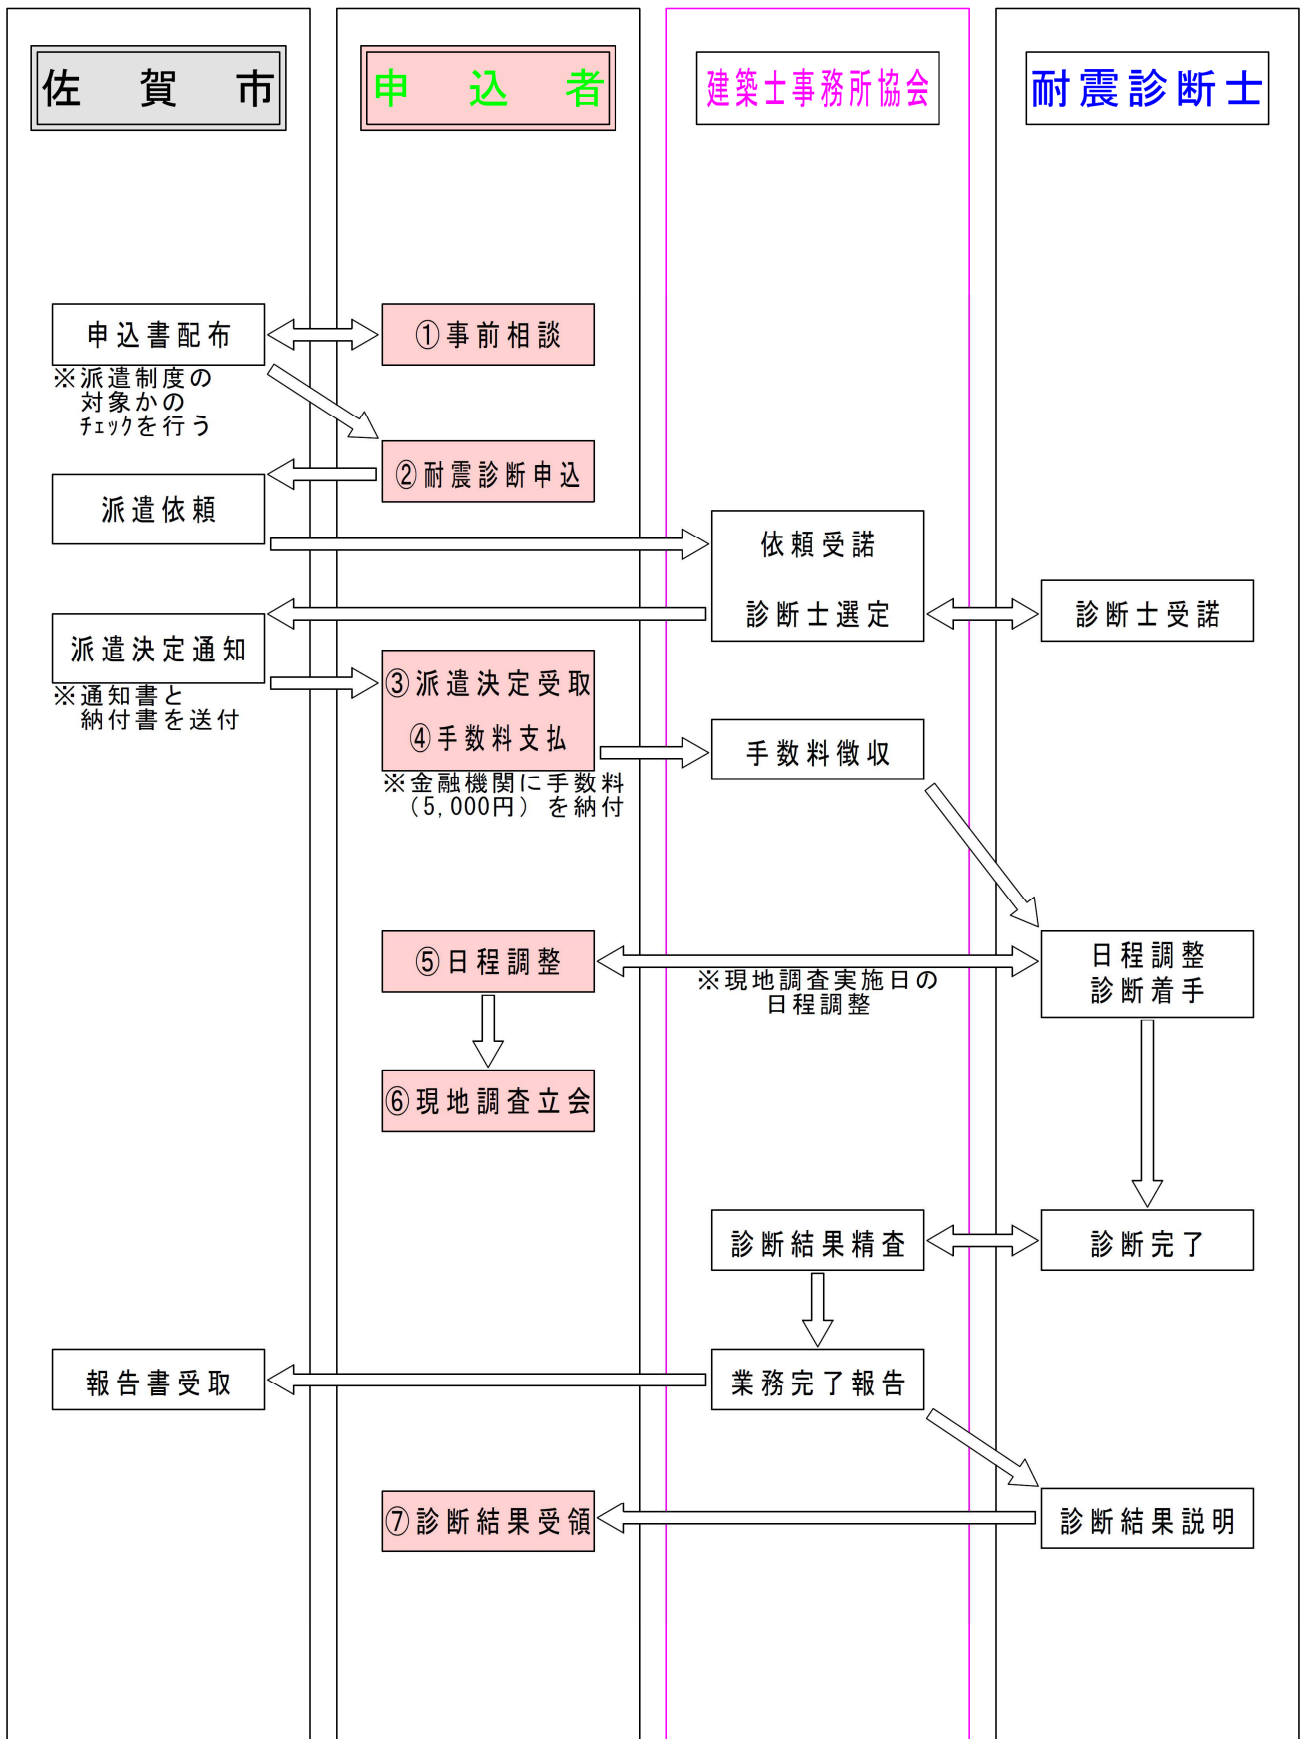 佐賀市
申込者
建築士事務所協会
耐震診断士
申込書配布
①事前相談
※派遣制度の
対象かの
ﾁｪｯｸを行う
②耐震診断申込
派遣依頼
依頼受諾
診断士選定
診断士受諾
派遣決定通知
※通知書と
納付書を送付
③派遣決定受取
④手数料支払
手数料徴収
※金融機関に手数料
（5,000円）を納付
⑤日程調整
※現地調査実施日の
日程調整
日程調整
診断着手
⑥現地調査立会
診断結果精査
診断完了
報告書受取
業務完了報告
⑦診断結果受領
診断結果説明